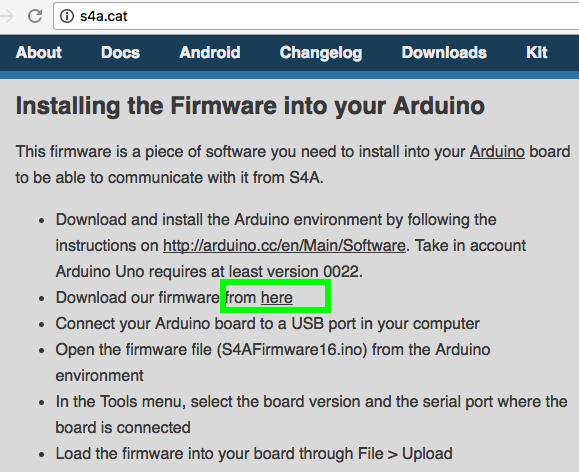 s4a.cat
About Docs Android Changelog Downloads Kit
Installing the Firmware into your Arduino
This firmware is a piece of software you need to install into your Arduino board
to be able to communicate with it from S4A.
• Download and install the Arduino environment by following the
instructions on http://arduino.cc/en/Main/Software. Take in account
Arduino Uno requires at least version 0022.
• Download our firmware from here
• Connect your Arduino board to a USB port in your computer
• Open the firmware file (S4AFirmware16.ino) from the Arduino
environment
• In the Tools menu, select the board version and the serial port where the
board is connected
• Load the firmware into your board through File > Upload